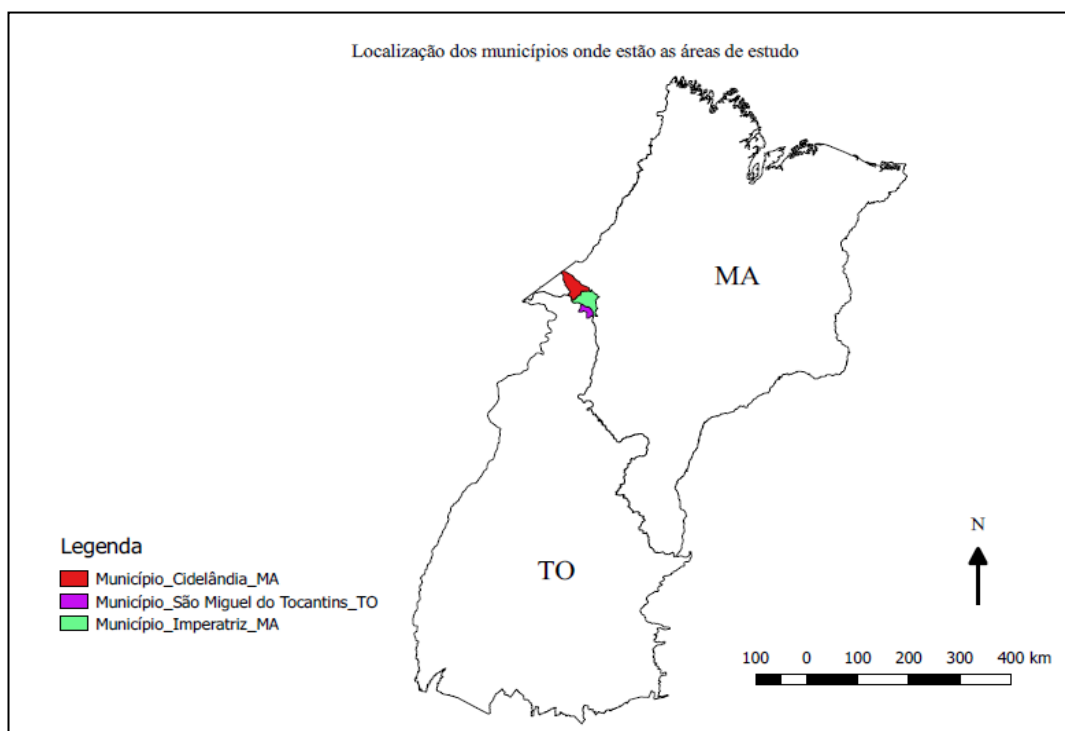 Localização dos municípios onde estão as áreas de estudo
MA
TO
N
Legenda
Município_Cidelândia_MA
Município_São Miguel do Tocantins_TO
Município_Imperatriz_MA
100 0 100 200 300 400 km